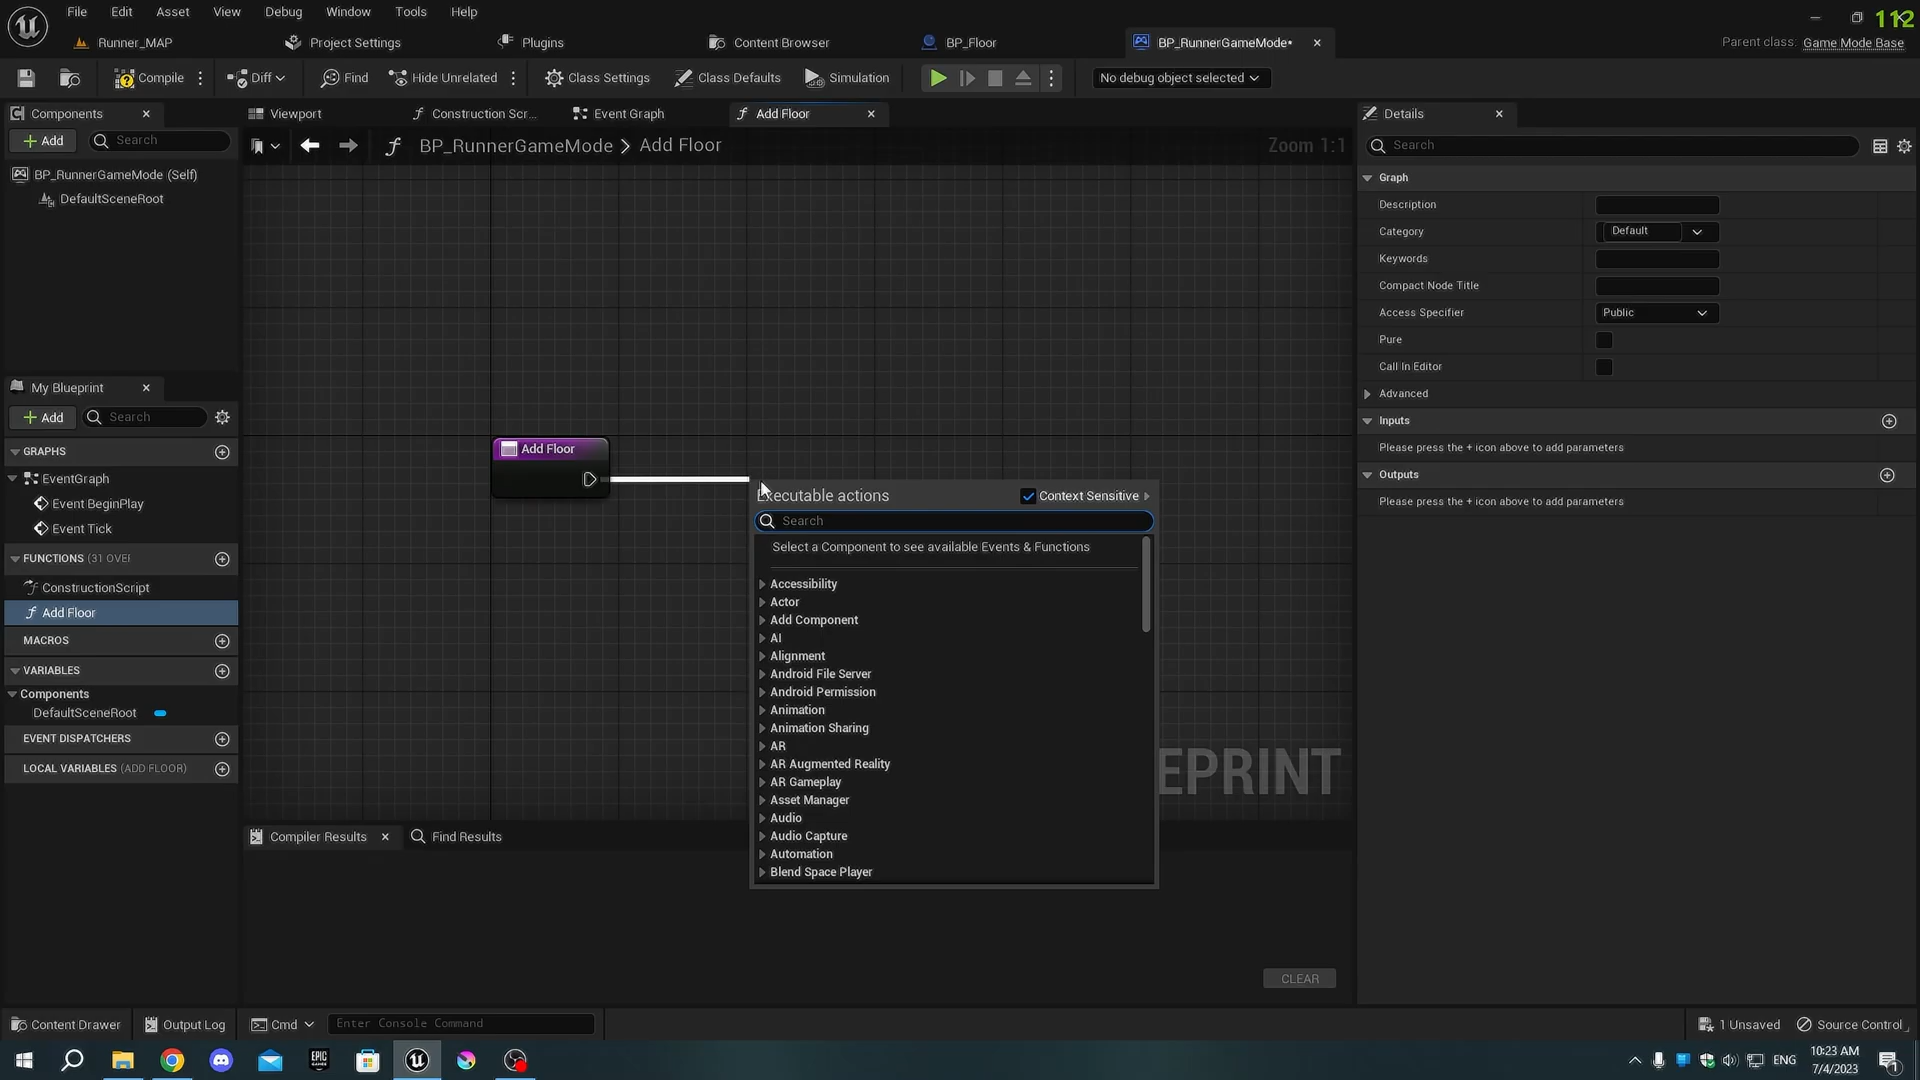 File Edit Asset View Debug Window Tools Help
112
Runner_MAP Project Settings Plugins Content Browser BP_Floor BP_RunnerGameMode*
Parent class: Game Mode Base
Compile Diff Find Hide Unrelated Class Settings Class Defaults Simulation No debug object selected
Components
Add Search
BP_RunnerGameMode (Self)
DefaultSceneRoot
My Blueprint
Add Search
GRAPHS
EventGraph
Event BeginPlay
Event Tick
FUNCTIONS (31 OVER
ConstructionScript
Add Floor
MACROS
VARIABLES
Components
DefaultSceneRoot
EVENT DISPATCHERS
LOCAL VARIABLES (ADD FLOOR)
Viewport Construction Scr... Event Graph Add Floor
BP_RunnerGameMode > Add Floor
Zoom 1:1
Add Floor
Executable actions
Context Sensitive
Search
Select a Component to see available Events & Functions
Accessibility
Actor
Add Component
AI
Alignment
Android File Server
Android Permission
Animation
Animation Sharing
AR
AR Augmented Reality
AR Gameplay
Asset Manager
Audio
Audio Capture
Automation
Blend Space Player
EPRINT
Compiler Results Find Results
CLEAR
Details
Search
Graph
Description
Category Default
Keywords
Compact Node Title
Access Specifier Public
Pure
Call In Editor
Advanced
Inputs
Please press the + icon above to add parameters
Outputs
Please press the + icon above to add parameters
Content Drawer Output Log Cmd Enter Console Command
1 Unsaved Source Control
EPIC GAMES
ENG
10:23 AM
7/4/2023
1